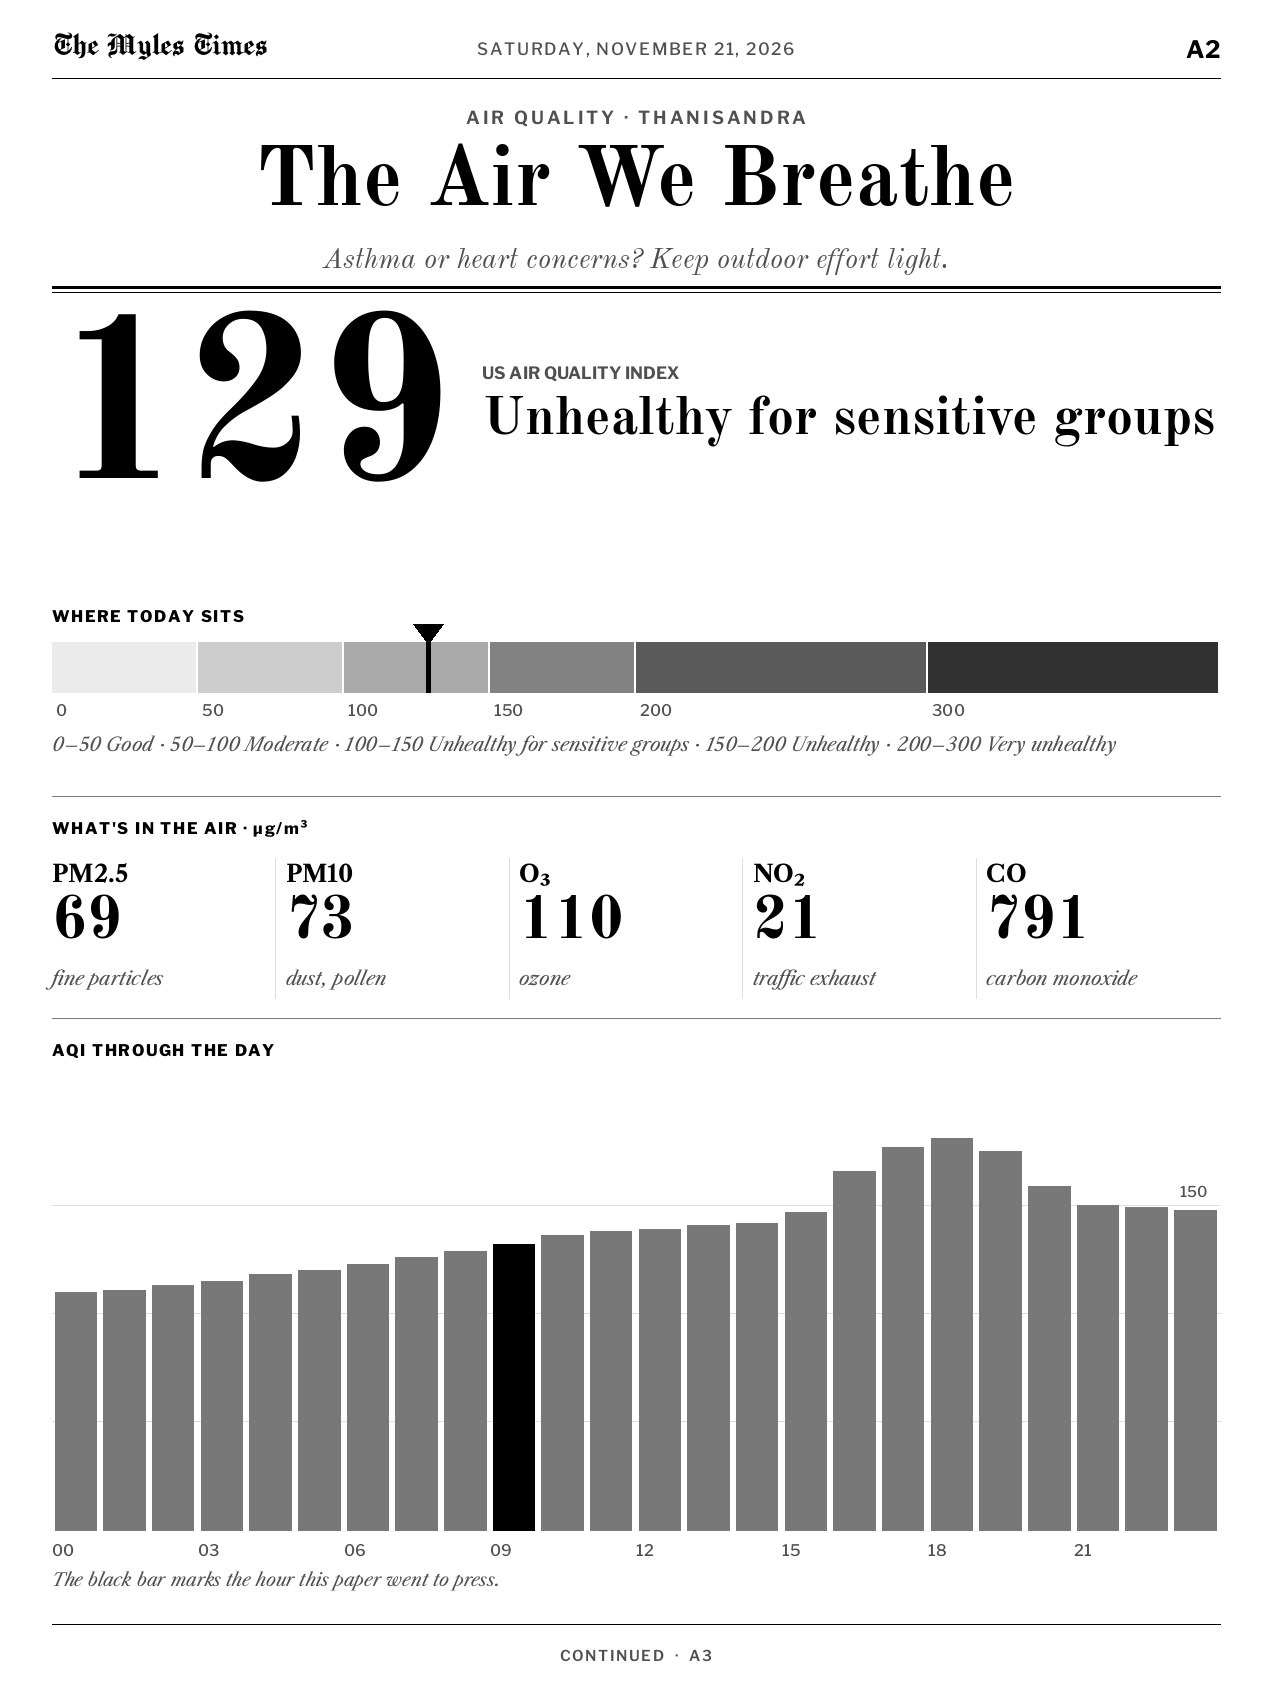 The Myles Times
SATURDAY, NOVEMBER 21, 2026
A2
AIR QUALITY · THANISANDRA
The Air We Breathe
Asthma or heart concerns? Keep outdoor effort light.
129
US AIR QUALITY INDEX
Unhealthy for sensitive groups
WHERE TODAY SITS
0 50 100 150 200 300
0–50 Good · 50–100 Moderate · 100–150 Unhealthy for sensitive groups · 150–200 Unhealthy · 200–300 Very unhealthy
WHAT'S IN THE AIR · µg/m³
PM2.5
69
fine particles
PM10
73
dust, pollen
O₃
110
ozone
NO₂
21
traffic exhaust
CO
791
carbon monoxide
AQI THROUGH THE DAY
150
00 03 06 09 12 15 18 21
The black bar marks the hour this paper went to press.
CONTINUED · A3